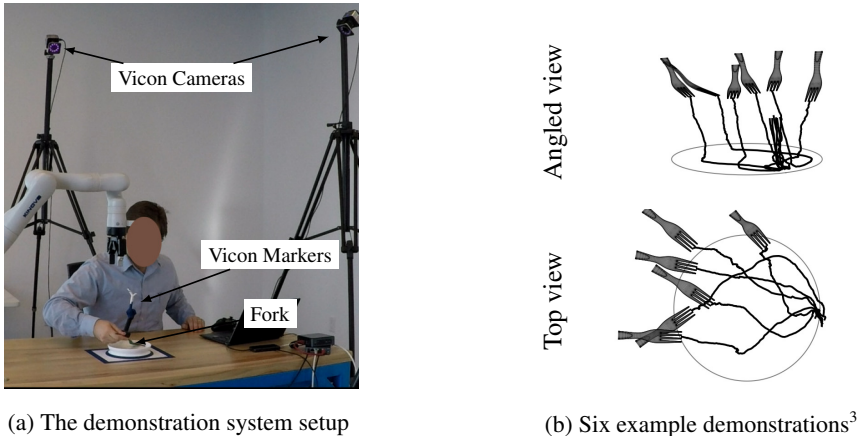 Vicon Cameras
Vicon Markers
Fork
(a) The demonstration system setup
Angled view
Top view
(b) Six example demonstrations³